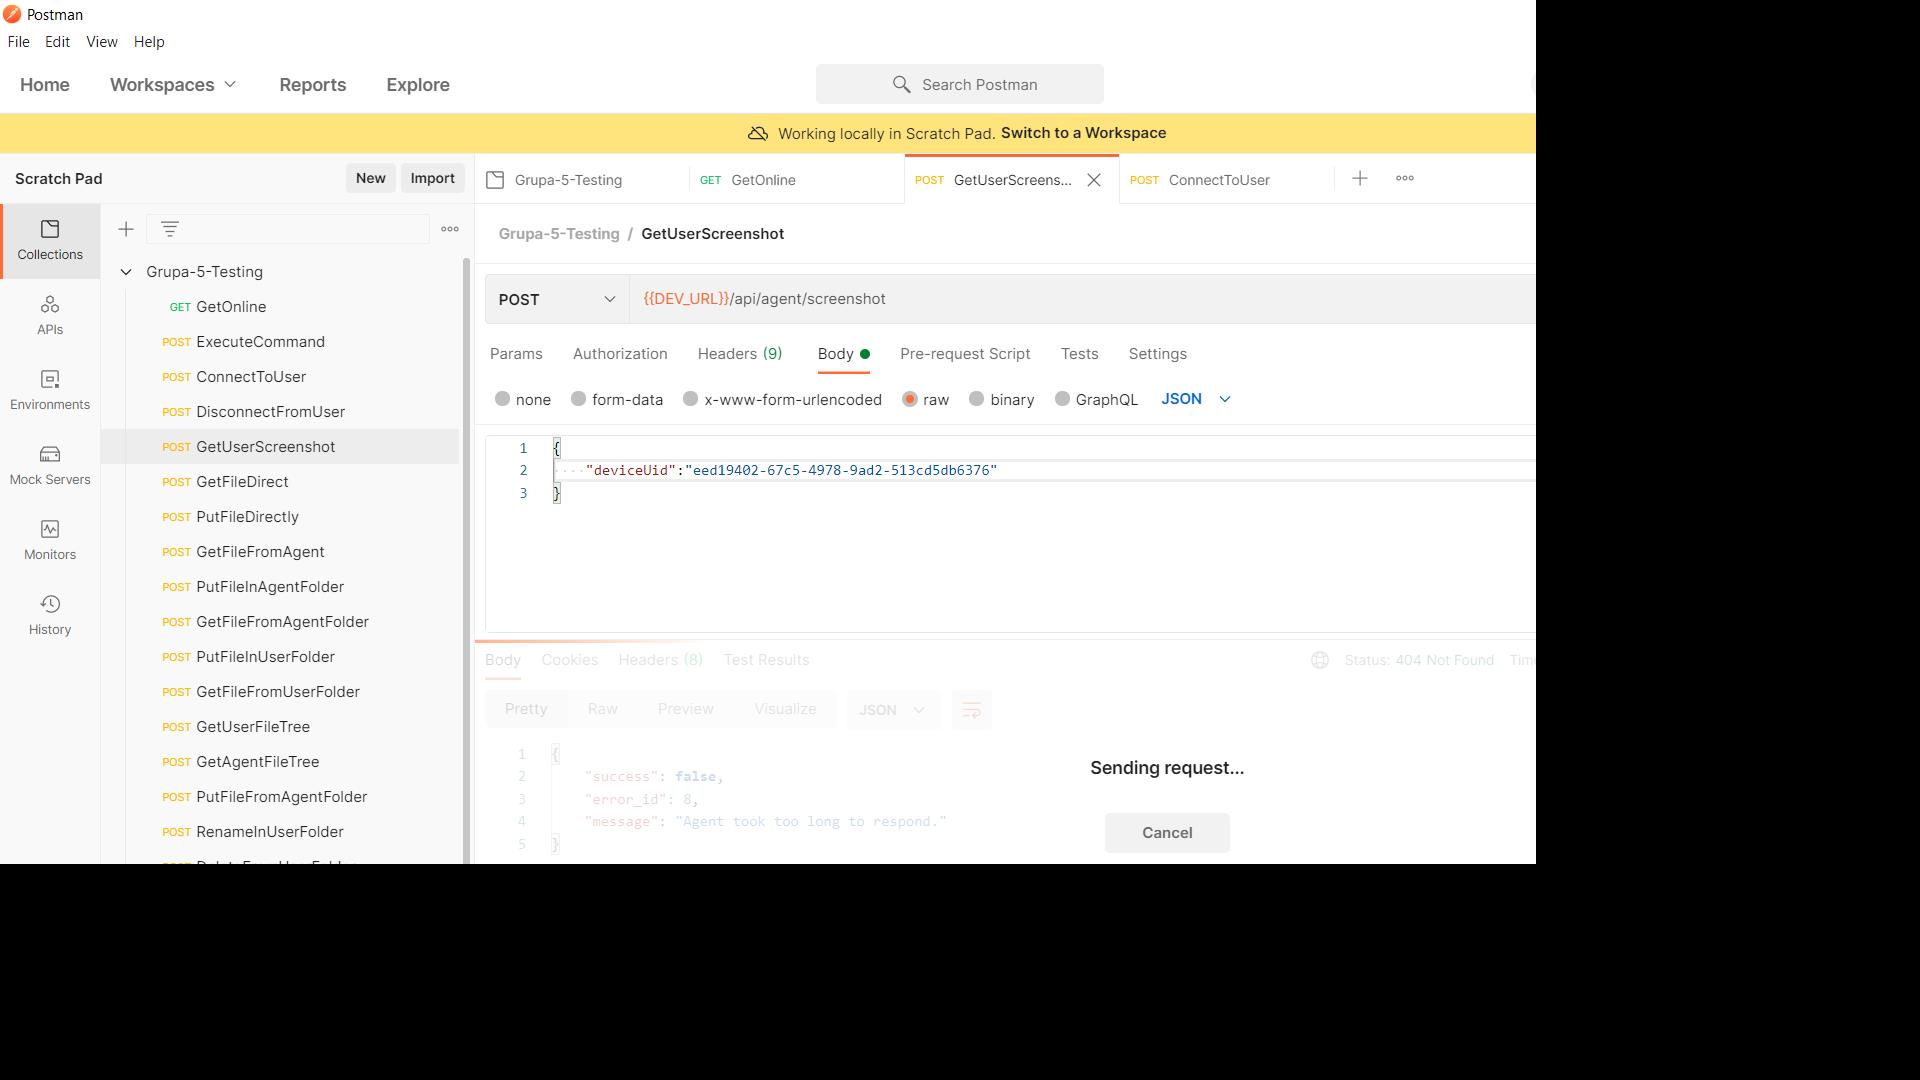 Postman
File Edit View Help
Home Workspaces Reports Explore
Search Postman
Working locally in Scratch Pad. Switch to a Workspace
Scratch Pad New Import
Collections
APIs
Environments
Mock Servers
Monitors
History
Grupa-5-Testing
GET GetOnline
POST ExecuteCommand
POST ConnectToUser
POST DisconnectFromUser
POST GetUserScreenshot
POST GetFileDirect
POST PutFileDirectly
POST GetFileFromAgent
POST PutFileInAgentFolder
POST GetFileFromAgentFolder
POST PutFileInUserFolder
POST GetFileFromUserFolder
POST GetUserFileTree
POST GetAgentFileTree
POST PutFileFromAgentFolder
POST RenameInUserFolder
Grupa-5-Testing GET GetOnline POST GetUserScreens... POST ConnectToUser
Grupa-5-Testing / GetUserScreenshot
POST {{DEV_URL}}/api/agent/screenshot
Params Authorization Headers (9) Body Pre-request Script Tests Settings
none form-data x-www-form-urlencoded raw binary GraphQL JSON
1 {
2 ····"deviceUid":"eed19402-67c5-4978-9ad2-513cd5db6376"
3 }
Body Cookies Headers (8) Test Results Status: 404 Not Found
Pretty Raw Preview Visualize JSON
1 {
2 "success": false,
3 "error_id": 8,
4 "message": "Agent took too long to respond."
5 }
Sending request...
Cancel